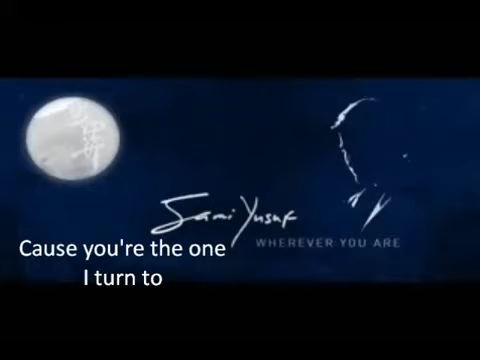 Sami Yusuf
WHEREVER YOU ARE
Cause you're the one
I turn to